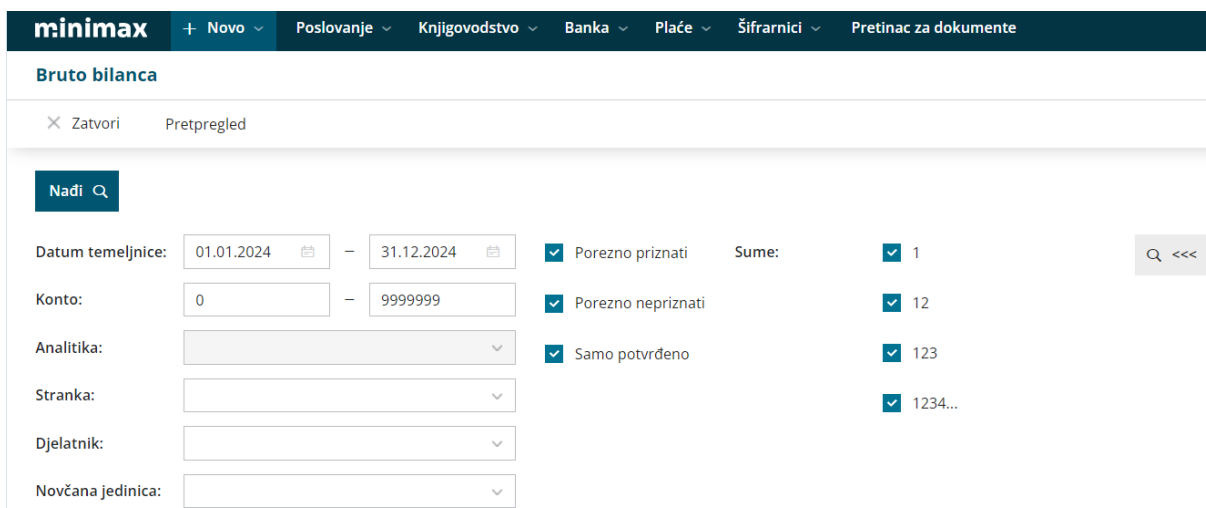 minimax + Novo Poslovanje Knjigovodstvo Banka Plaće Šifrarnici Pretinac za dokumente
Bruto bilanca
Zatvori Pretpregled
Nađi
Datum temeljnice: 01.01.2024 – 31.12.2024 Porezno priznati Sume: 1 <<<
Konto: 0 – 9999999 Porezno nepriznati 12
Analitika: Samo potvrđeno 123
Stranka: 1234...
Djelatnik:
Novčana jedinica: